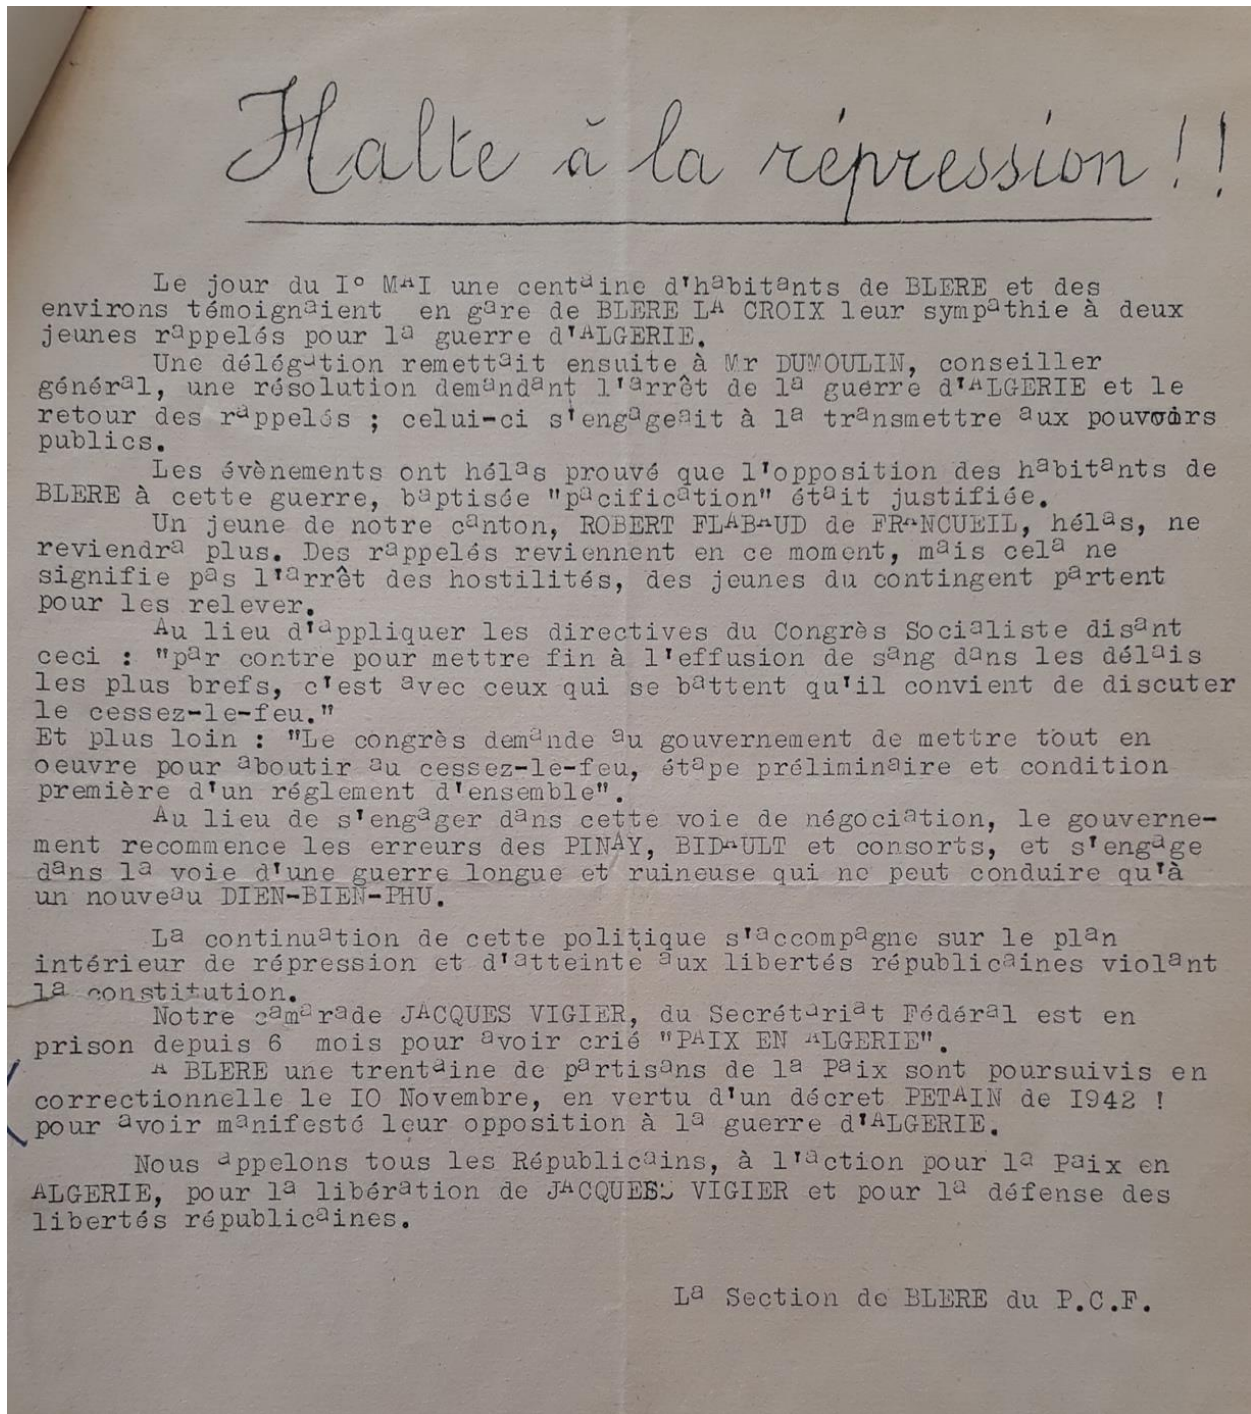 Halte à la répression !!
Le jour du I° MAI une centaine d'habitants de BLERE et des
environs témoignaient en gare de BLERE LA CROIX leur sympathie à deux
jeunes rappelés pour la guerre d'ALGERIE.
Une délégation remettait ensuite à Mr DUMOULIN, conseiller
général, une résolution demandant l'arrêt de la guerre d'ALGERIE et le
retour des rappelés ; celui-ci s'engageait à la transmettre aux pouvoirs
publics.
Les évènements ont hélas prouvé que l'opposition des habitants de
BLERE à cette guerre, baptisée "pacification" était justifiée.
Un jeune de notre canton, ROBERT FLABAUD de FRANCUEIL, hélas, ne
reviendra plus. Des rappelés reviennent en ce moment, mais cela ne
signifie pas l'arrêt des hostilités, des jeunes du contingent partent
pour les relever.
Au lieu d'appliquer les directives du Congrès Socialiste disant
ceci : "par contre pour mettre fin à l'effusion de sang dans les délais
les plus brefs, c'est avec ceux qui se battent qu'il convient de discuter
le cessez-le-feu."
Et plus loin : "Le congrès demande au gouvernement de mettre tout en
oeuvre pour aboutir au cessez-le-feu, étape préliminaire et condition
première d'un réglement d'ensemble".
Au lieu de s'engager dans cette voie de négociation, le gouverne-
ment recommence les erreurs des PINAY, BIDAULT et consorts, et s'engage
dans la voie d'une guerre longue et ruineuse qui ne peut conduire qu'à
un nouveau DIEN-BIEN-PHU.
La continuation de cette politique s'accompagne sur le plan
intérieur de répression et d'atteinte aux libertés républicaines violant
la constitution.
Notre camarade JACQUES VIGIER, du Secrétariat Fédéral est en
prison depuis 6 mois pour avoir crié "PAIX EN ALGERIE".
A BLERE une trentaine de partisans de la Paix sont poursuivis en
correctionnelle le IO Novembre, en vertu d'un décret PETAIN de I942 !
pour avoir manifesté leur opposition à la guerre d'ALGERIE.
Nous appelons tous les Républicains, à l'action pour la Paix en
ALGERIE, pour la libération de JACQUES VIGIER et pour la défense des
libertés républicaines.
La Section de BLERE du P.C.F.